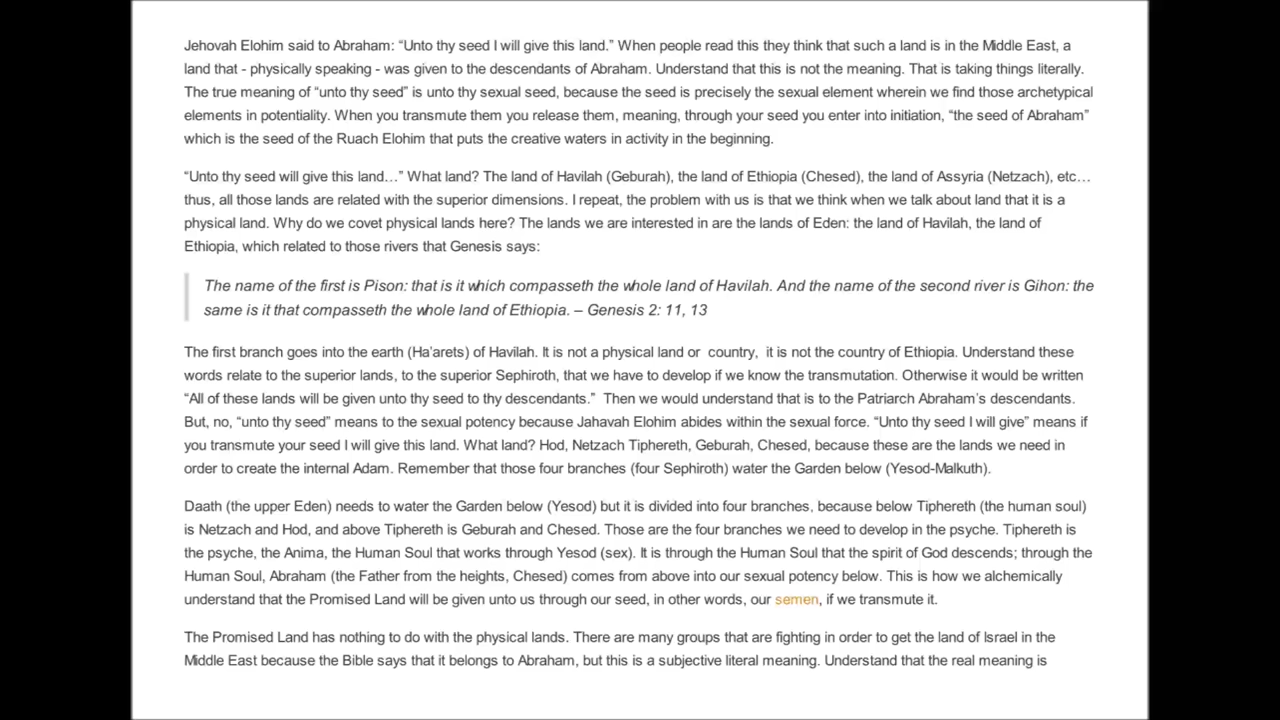 Jehovah Elohim said to Abraham: “Unto thy seed I will give this land.” When people read this they think that such a land is in the Middle East, a
land that - physically speaking - was given to the descendants of Abraham. Understand that this is not the meaning. That is taking things literally.
The true meaning of “unto thy seed” is unto thy sexual seed, because the seed is precisely the sexual element wherein we find those archetypical
elements in potentiality. When you transmute them you release them, meaning, through your seed you enter into initiation, “the seed of Abraham”
which is the seed of the Ruach Elohim that puts the creative waters in activity in the beginning.
“Unto thy seed will give this land…” What land? The land of Havilah (Geburah), the land of Ethiopia (Chesed), the land of Assyria (Netzach), etc…
thus, all those lands are related with the superior dimensions. I repeat, the problem with us is that we think when we talk about land that it is a
physical land. Why do we covet physical lands here? The lands we are interested in are the lands of Eden: the land of Havilah, the land of
Ethiopia, which related to those rivers that Genesis says:
The name of the first is Pison: that is it which compasseth the whole land of Havilah. And the name of the second river is Gihon: the
same is it that compasseth the whole land of Ethiopia. – Genesis 2: 11, 13
The first branch goes into the earth (Ha’arets) of Havilah. It is not a physical land or country, it is not the country of Ethiopia. Understand these
words relate to the superior lands, to the superior Sephiroth, that we have to develop if we know the transmutation. Otherwise it would be written
“All of these lands will be given unto thy seed to thy descendants.” Then we would understand that is to the Patriarch Abraham’s descendants.
But, no, “unto thy seed” means to the sexual potency because Jahavah Elohim abides within the sexual force. “Unto thy seed I will give” means if
you transmute your seed I will give this land. What land? Hod, Netzach Tiphereth, Geburah, Chesed, because these are the lands we need in
order to create the internal Adam. Remember that those four branches (four Sephiroth) water the Garden below (Yesod-Malkuth).
Daath (the upper Eden) needs to water the Garden below (Yesod) but it is divided into four branches, because below Tiphereth (the human soul)
is Netzach and Hod, and above Tiphereth is Geburah and Chesed. Those are the four branches we need to develop in the psyche. Tiphereth is
the psyche, the Anima, the Human Soul that works through Yesod (sex). It is through the Human Soul that the spirit of God descends; through the
Human Soul, Abraham (the Father from the heights, Chesed) comes from above into our sexual potency below. This is how we alchemically
understand that the Promised Land will be given unto us through our seed, in other words, our semen, if we transmute it.
The Promised Land has nothing to do with the physical lands. There are many groups that are fighting in order to get the land of Israel in the
Middle East because the Bible says that it belongs to Abraham, but this is a subjective literal meaning. Understand that the real meaning is